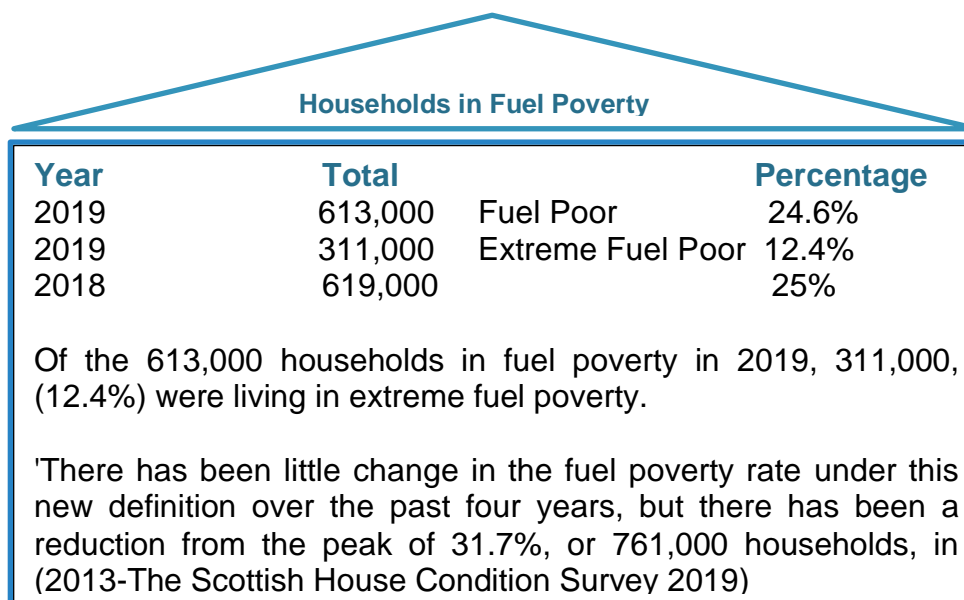 Households in Fuel Poverty
Year Total Percentage
2019 613,000 Fuel Poor 24.6%
2019 311,000 Extreme Fuel Poor 12.4%
2018 619,000 25%
Of the 613,000 households in fuel poverty in 2019, 311,000,
(12.4%) were living in extreme fuel poverty.
'There has been little change in the fuel poverty rate under this
new definition over the past four years, but there has been a
reduction from the peak of 31.7%, or 761,000 households, in
(2013-The Scottish House Condition Survey 2019)